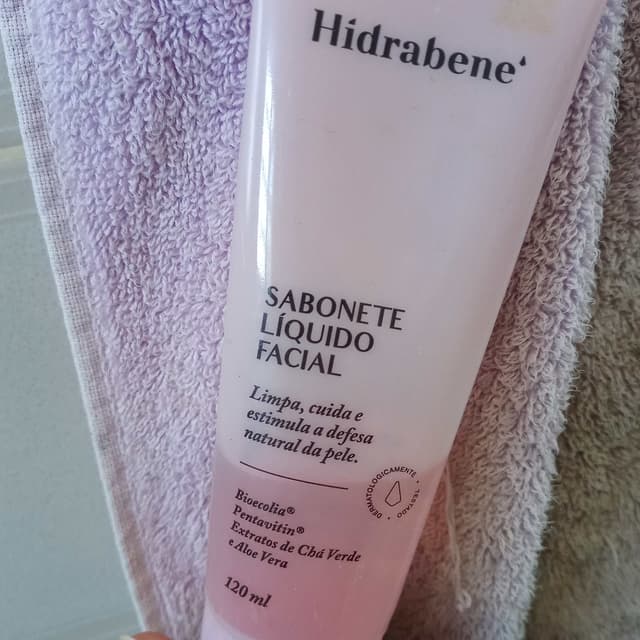 Hidrabene
SABONETE
LÍQUIDO
FACIAL
Limpa, cuida e
estimula a defesa
natural da pele.
DERMATOLOGICAMENTE • TESTADO •
Bioecolia®
Pentavitin®
Extratos de Chá Verde
e Aloe Vera
120 ml